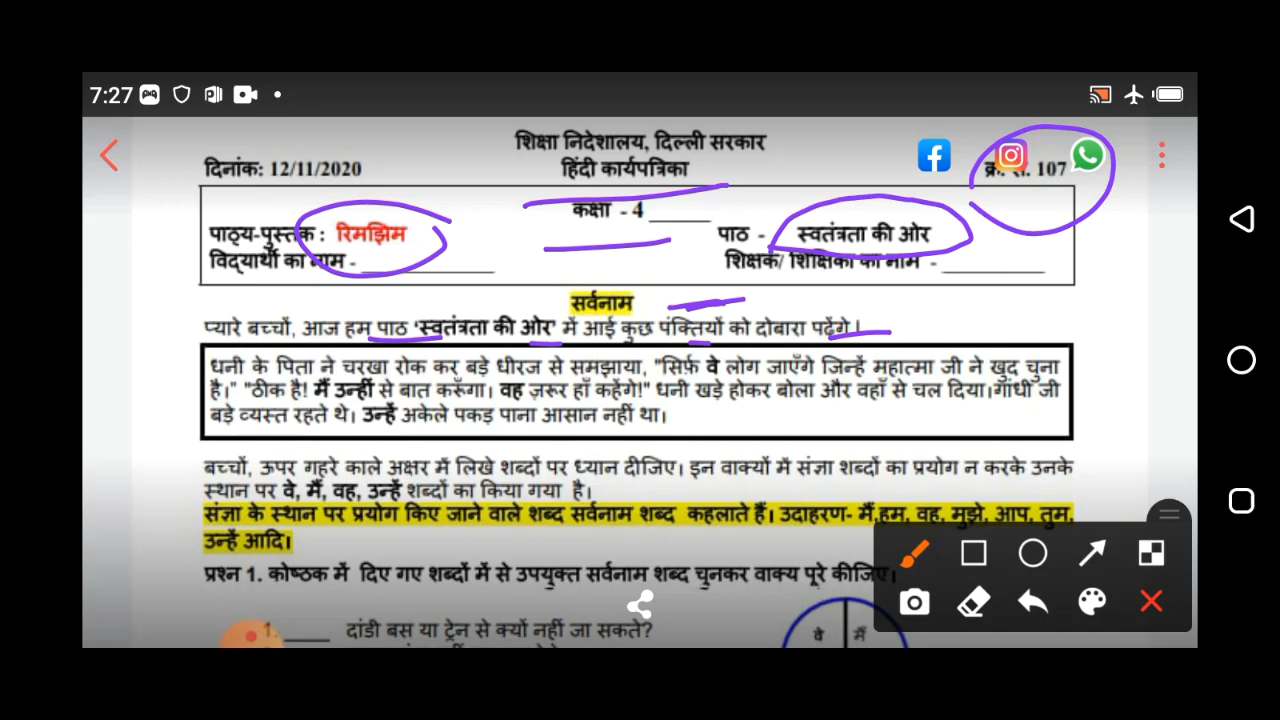 7:27
शिक्षा निदेशालय, दिल्ली सरकार
दिनांक: 12/11/2020 हिंदी कार्यपत्रिका क्र. सं. 107
कक्षा - 4 ______
पाठ्य-पुस्तक : रिमझिम पाठ - स्वतंत्रता की ओर
विद्यार्थी का नाम - ____________ शिक्षक/ शिक्षिका का नाम - _________
सर्वनाम
प्यारे बच्चों, आज हम पाठ 'स्वतंत्रता की ओर' में आई कुछ पंक्तियों को दोबारा पढ़ेंगे।
धनी के पिता ने चरखा रोक कर बड़े धीरज से समझाया, "सिर्फ़ वे लोग जाएँगे जिन्हें महात्मा जी ने खुद चुना
है।" "ठीक है! मैं उन्हीं से बात करूँगा। वह ज़रूर हाँ कहेंगे!" धनी खड़े होकर बोला और वहाँ से चल दिया।गांधी जी
बड़े व्यस्त रहते थे। उन्हें अकेले पकड़ पाना आसान नहीं था।
बच्चों, ऊपर गहरे काले अक्षर में लिखे शब्दों पर ध्यान दीजिए। इन वाक्यों में संज्ञा शब्दों का प्रयोग न करके उनके
स्थान पर वे, मैं, वह, उन्हें शब्दों का किया गया है।
संज्ञा के स्थान पर प्रयोग किए जाने वाले शब्द सर्वनाम शब्द कहलाते हैं। उदाहरण- मैं,हम, वह, मुझे, आप, तुम,
उन्हें आदि।
प्रश्न 1. कोष्ठक में दिए गए शब्दों में से उपयुक्त सर्वनाम शब्द चुनकर वाक्य पूरे कीजिए।
1. _____ दांडी बस या ट्रेन से क्यों नहीं जा सकते? वे मैं